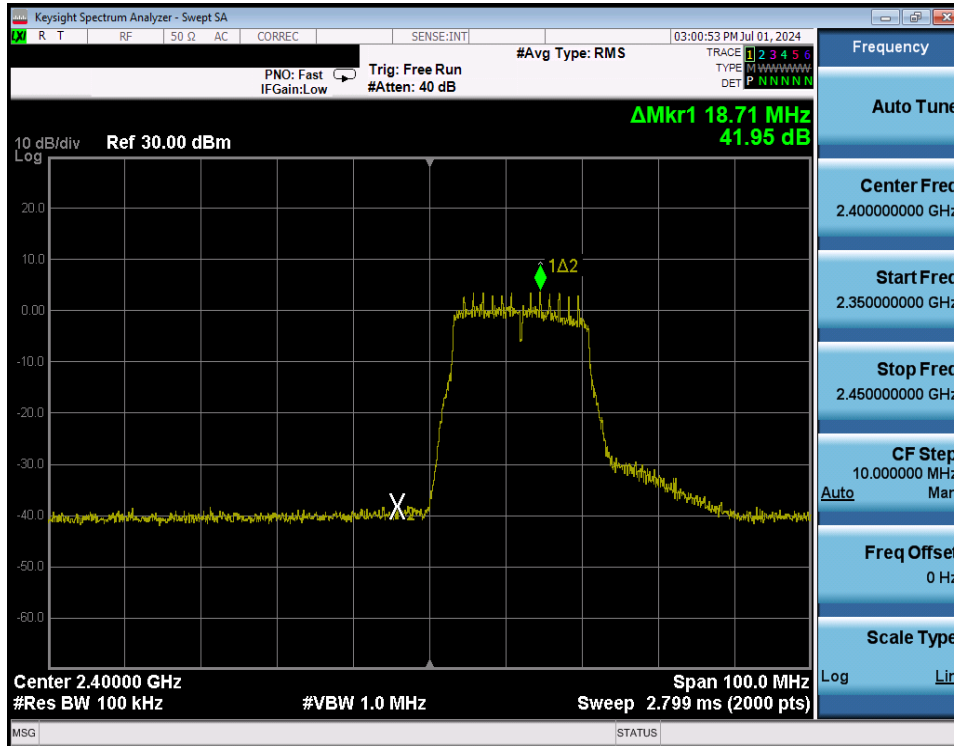 Keysight Spectrum Analyzer - Swept SA
LXI R T RF 50 Ω AC CORREC SENSE:INT 03:00:53 PM Jul 01, 2024
PNO: Fast
IFGain:Low
Trig: Free Run
#Atten: 40 dB
#Avg Type: RMS
TRACE 1 2 3 4 5 6
TYPE M W W W W W
DET P N N N N N
ΔMkr1 18.71 MHz
41.95 dB
10 dB/div Ref 30.00 dBm
Log
20.0
10.0
0.00
-10.0
-20.0
-30.0
-40.0
-50.0
-60.0
1Δ2
X2
Center 2.40000 GHz Span 100.0 MHz
#Res BW 100 kHz #VBW 1.0 MHz Sweep 2.799 ms (2000 pts)
MSG STATUS
Frequency
Auto Tune
Center Freq
2.400000000 GHz
Start Freq
2.350000000 GHz
Stop Freq
2.450000000 GHz
CF Step
10.000000 MHz
Auto Man
Freq Offset
0 Hz
Scale Type
Log Lin